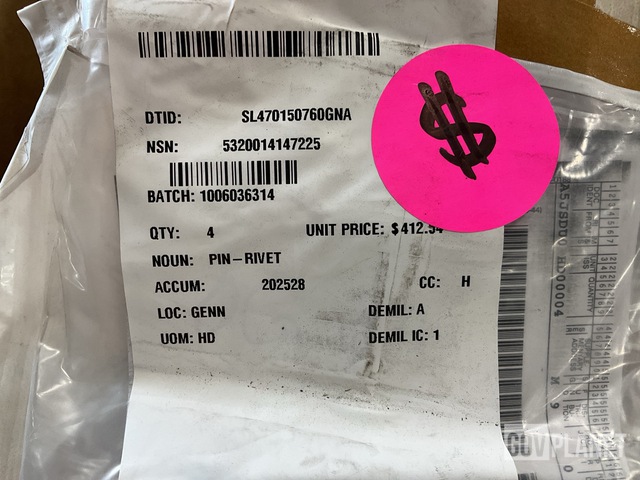 DTID: SL470150760GNA
NSN: 5320014147225
BATCH: 1006036314
QTY: 4 UNIT PRICE: $412.54
NOUN: PIN-RIVET
ACCUM: 202528 CC: H
LOC: GENN DEMIL: A
UOM: HD DEMIL IC: 1
$
GOVPLANET